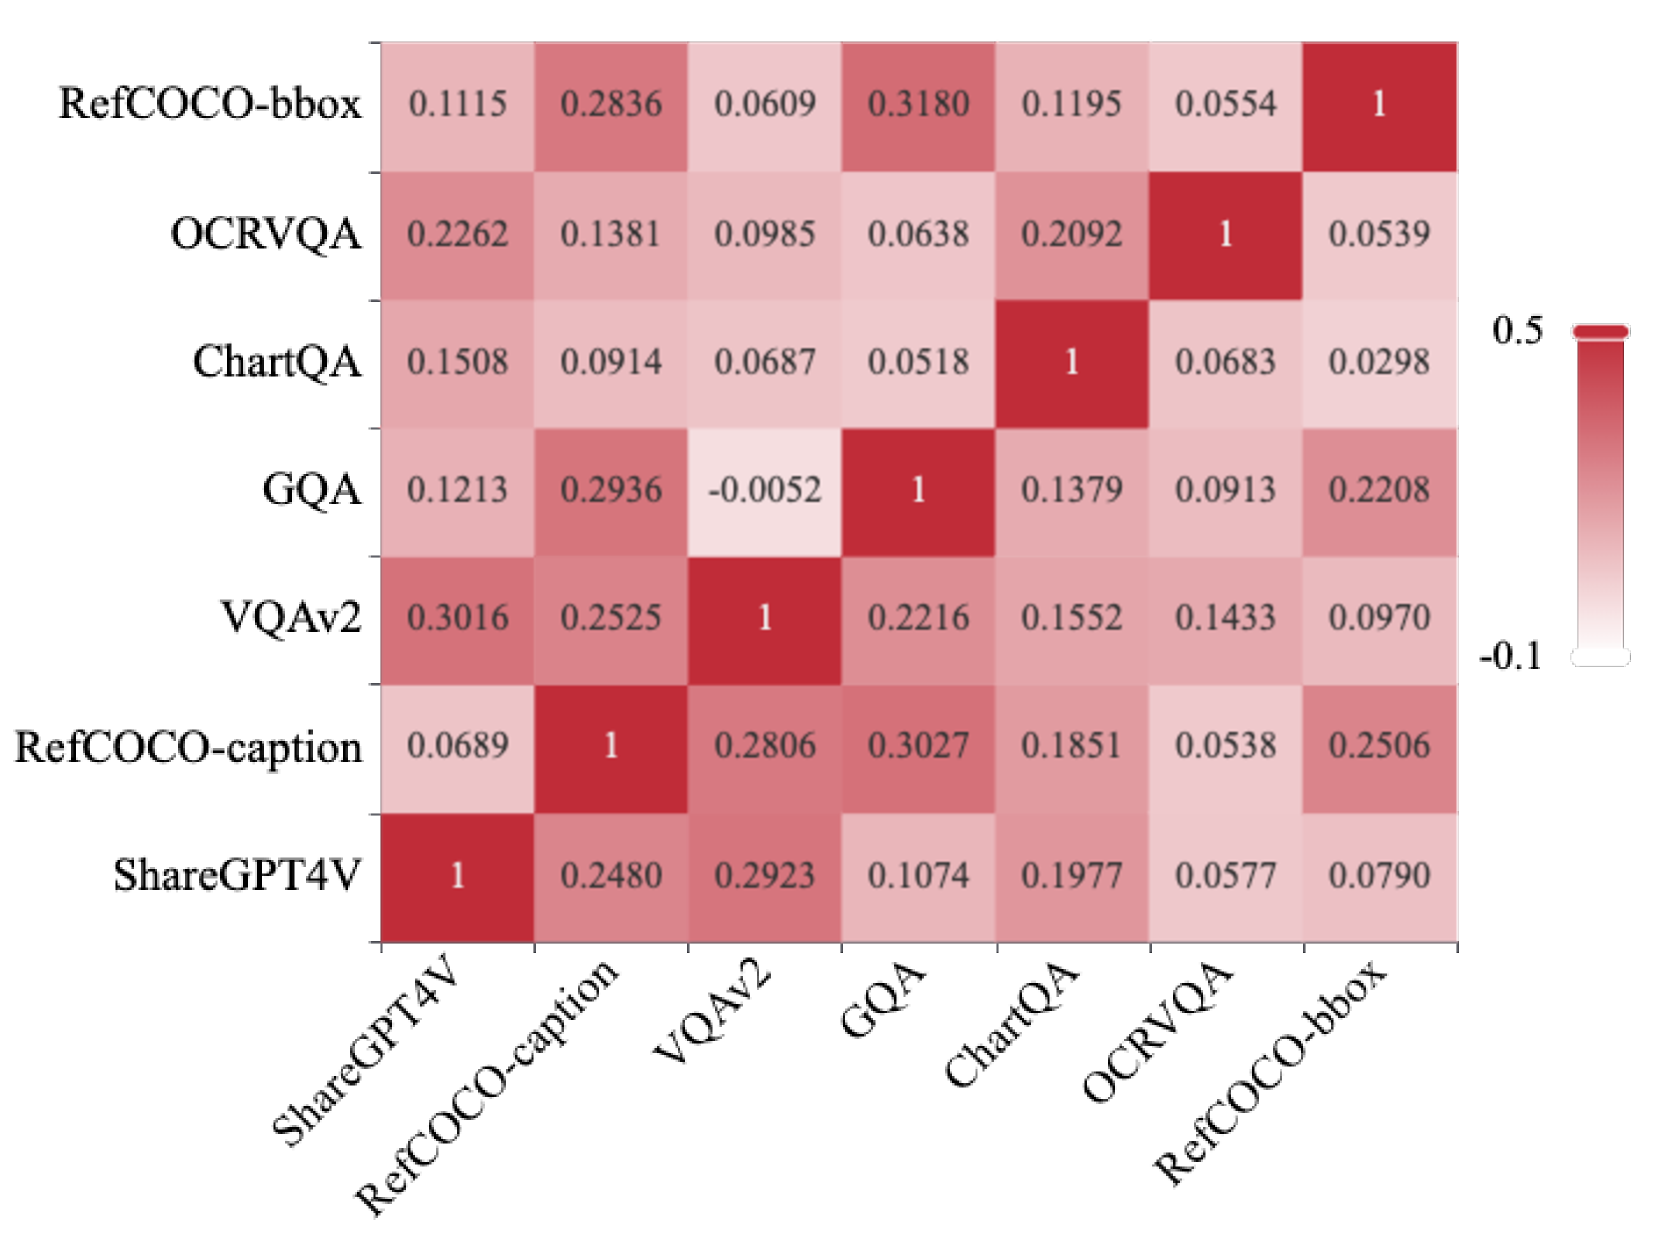 RefCOCO-bbox 0.1115 0.2836 0.0609 0.3180 0.1195 0.0554 1
OCRVQA 0.2262 0.1381 0.0985 0.0638 0.2092 1 0.0539
ChartQA 0.1508 0.0914 0.0687 0.0518 1 0.0683 0.0298
GQA 0.1213 0.2936 -0.0052 1 0.1379 0.0913 0.2208
VQAv2 0.3016 0.2525 1 0.2216 0.1552 0.1433 0.0970
RefCOCO-caption 0.0689 1 0.2806 0.3027 0.1851 0.0538 0.2506
ShareGPT4V 1 0.2480 0.2923 0.1074 0.1977 0.0577 0.0790
ShareGPT4V RefCOCO-caption VQAv2 GQA ChartQA OCRVQA RefCOCO-bbox
0.5
-0.1